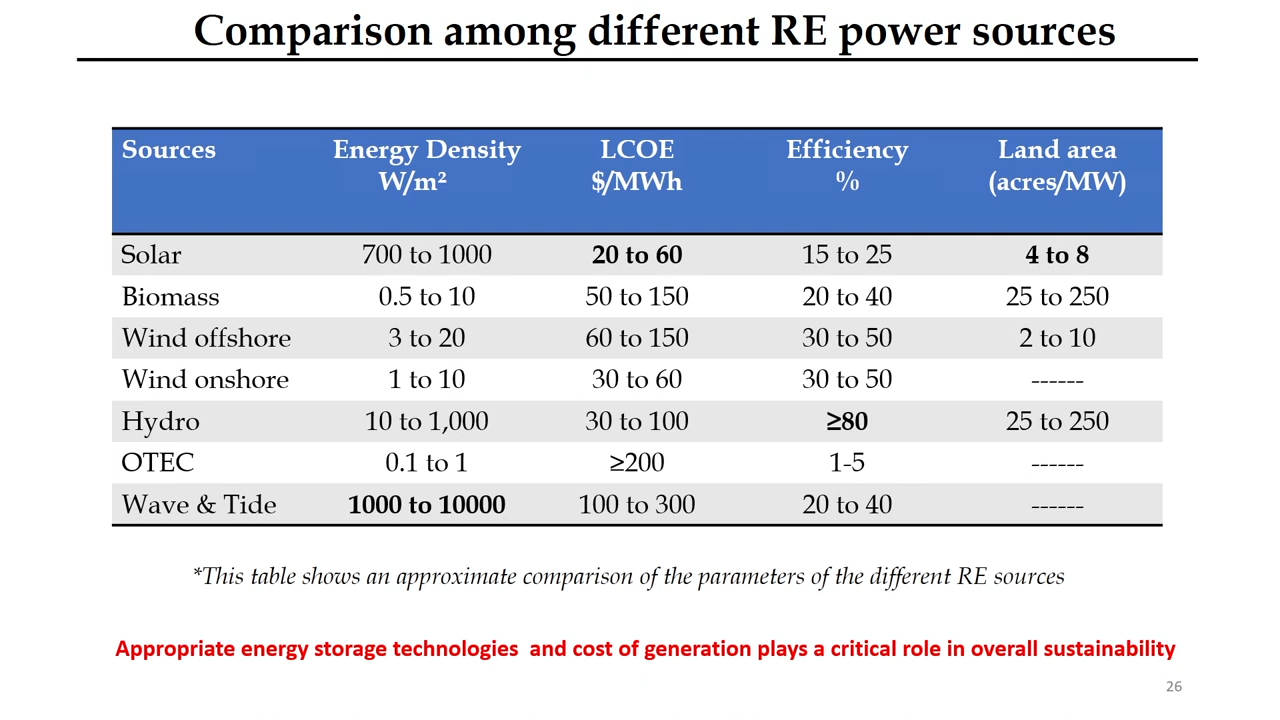 Comparison among different RE power sources
Sources Energy Density W/m² LCOE $/MWh Efficiency % Land area (acres/MW)
Solar 700 to 1000 20 to 60 15 to 25 4 to 8
Biomass 0.5 to 10 50 to 150 20 to 40 25 to 250
Wind offshore 3 to 20 60 to 150 30 to 50 2 to 10
Wind onshore 1 to 10 30 to 60 30 to 50 ------
Hydro 10 to 1,000 30 to 100 ≥80 25 to 250
OTEC 0.1 to 1 ≥200 1-5 ------
Wave & Tide 1000 to 10000 100 to 300 20 to 40 ------
*This table shows an approximate comparison of the parameters of the different RE sources
Appropriate energy storage technologies and cost of generation plays a critical role in overall sustainability
26